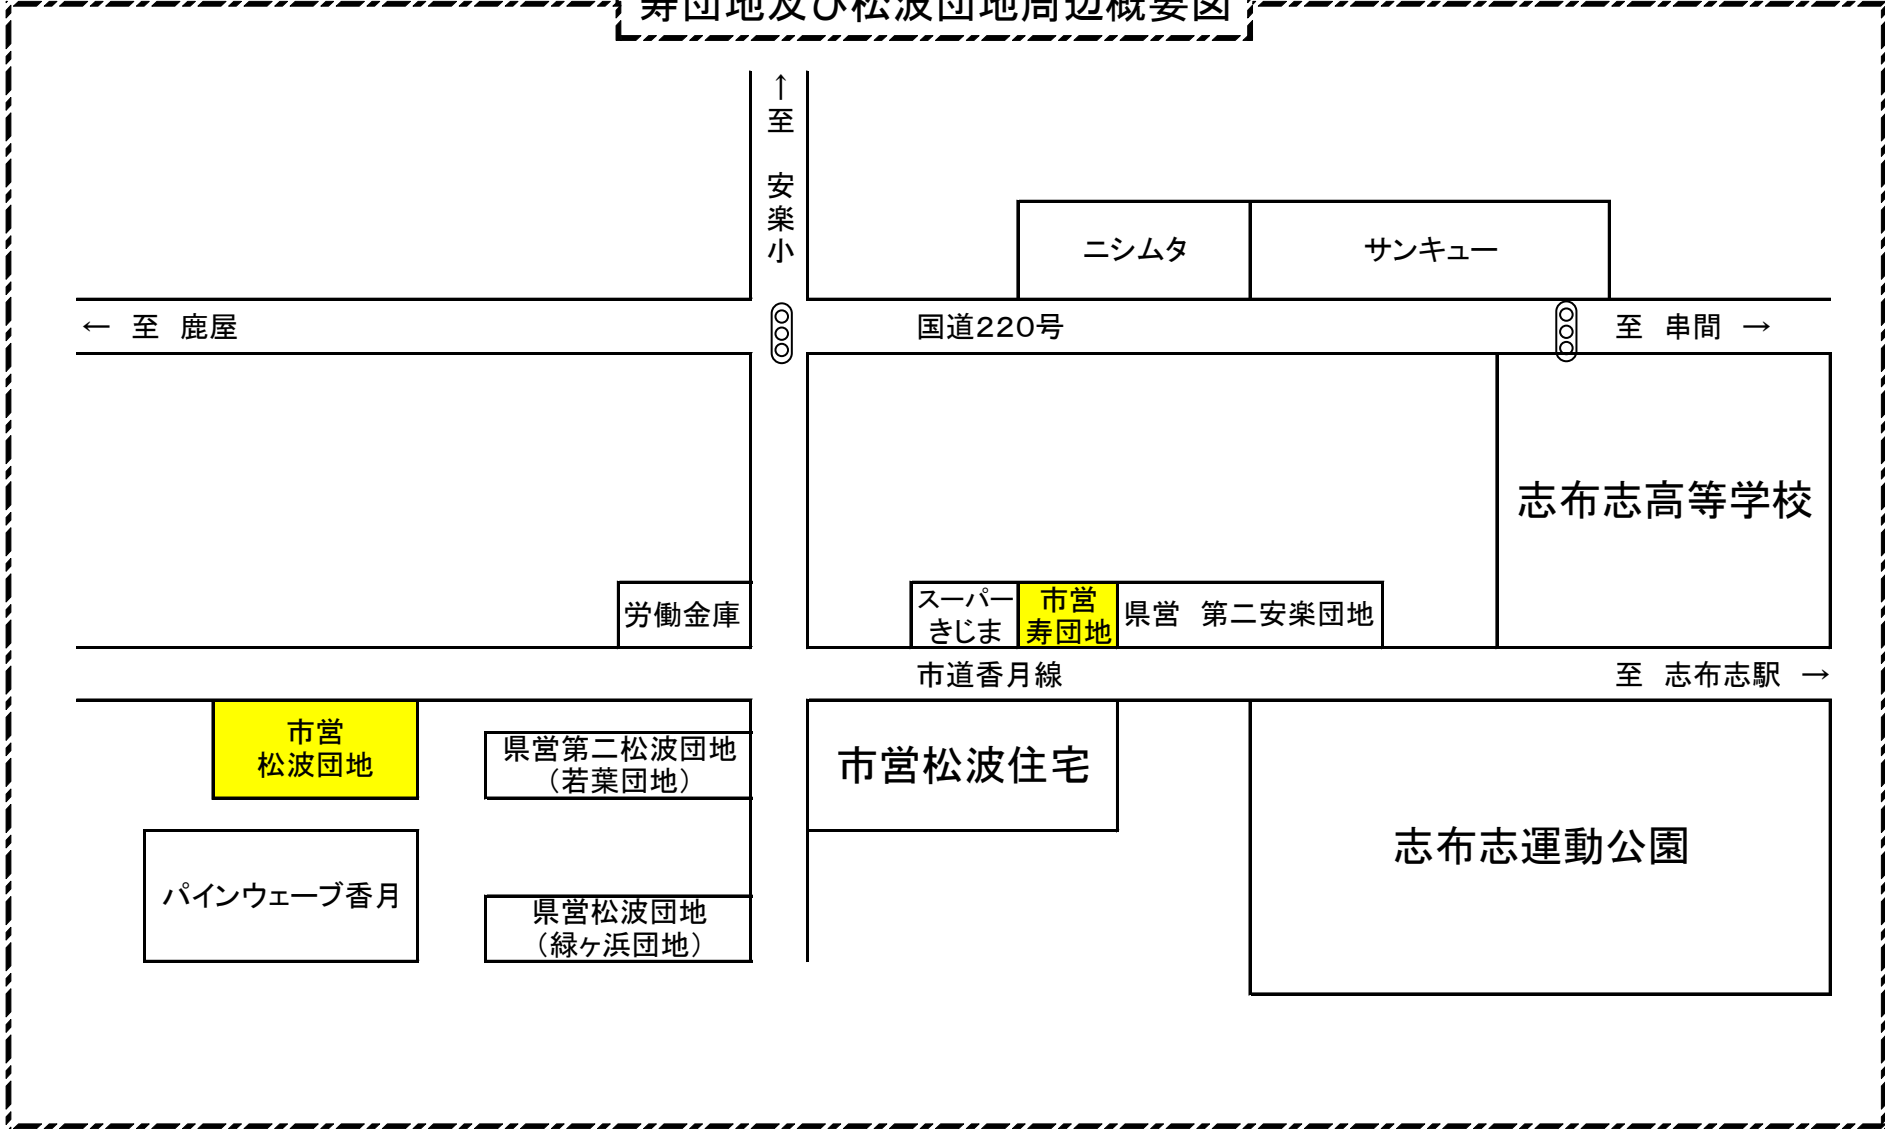 寿団地及び松波団地周辺概要図
↑至 安楽小
ニシムタ
サンキュー
← 至 鹿屋
国道220号
至 串間 →
志布志高等学校
労働金庫
スーパー
きじま
市営
寿団地
県営 第二安楽団地
市道香月線
至 志布志駅 →
市営
松波団地
県営第二松波団地
（若葉団地）
市営松波住宅
志布志運動公園
パインウェーブ香月
県営松波団地
（緑ヶ浜団地）